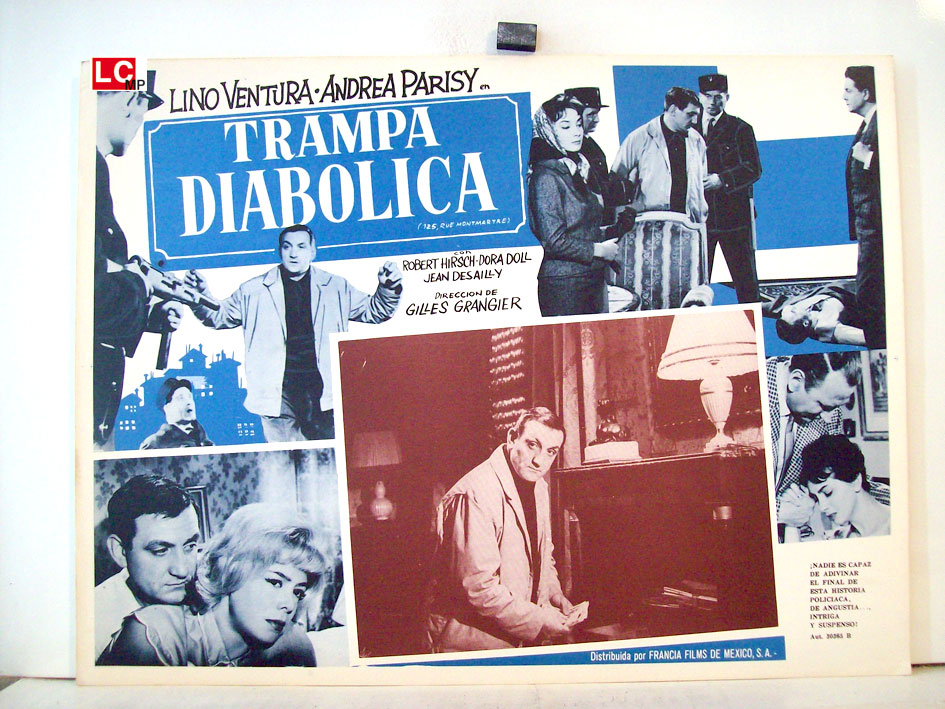 LC
MP
LINO VENTURA · ANDREA PARISY en
TRAMPA
DIABOLICA
(125, RUE MONTMARTRE)
CON
ROBERT HIRSCH-DORA DOLL
JEAN DESAILLY
DIRECCION DE
GILLES GRANGIER
¡NADIE ES CAPAZ
DE ADIVINAR
EL FINAL DE
ESTA HISTORIA
POLICIACA,
DE ANGUSTIA...,
INTRIGA
Y SUSPENSO!
Aut. 30365 B
Distribuida por FRANCIA FILMS DE MEXICO, S. A. -